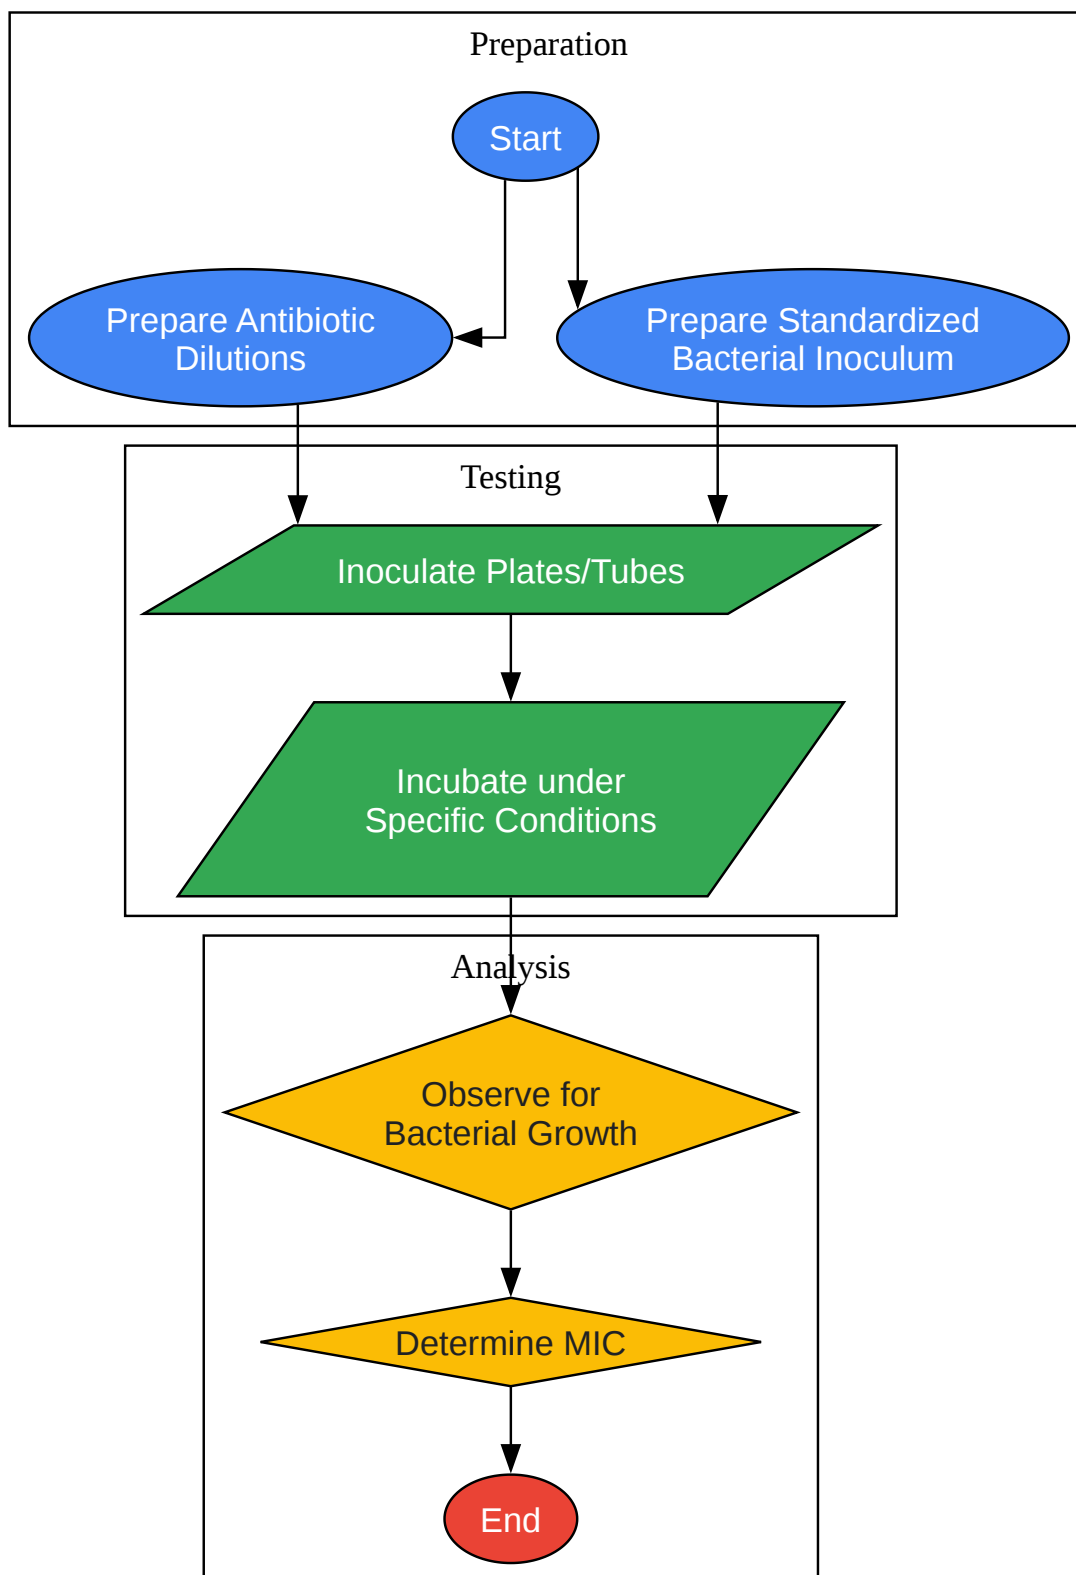 Preparation
Start
Prepare Antibiotic
Dilutions
Prepare Standardized
Bacterial Inoculum
Testing
Inoculate Plates/Tubes
Incubate under
Specific Conditions
Analysis
Observe for
Bacterial Growth
Determine MIC
End